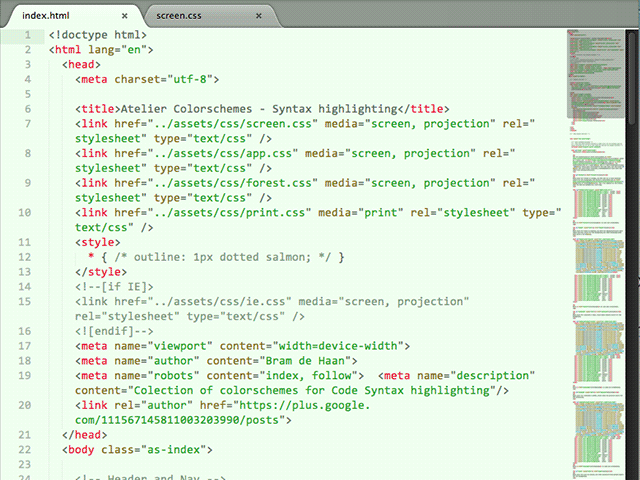 index.html × screen.css ×
1 <!doctype html>
2 <html lang="en">
3 <head>
4 <meta charset="utf-8">
5
6 <title>Atelier Colorschemes - Syntax highlighting</title>
7 <link href="../assets/css/screen.css" media="screen, projection" rel="
stylesheet" type="text/css" />
8 <link href="../assets/css/app.css" media="screen, projection" rel="
stylesheet" type="text/css" />
9 <link href="../assets/css/forest.css" media="screen, projection" rel="
stylesheet" type="text/css" />
10 <link href="../assets/css/print.css" media="print" rel="stylesheet" type="
text/css" />
11 <style>
12 * { /* outline: 1px dotted salmon; */ }
13 </style>
14 <!--[if IE]>
15 <link href="../assets/css/ie.css" media="screen, projection"
rel="stylesheet" type="text/css" />
16 <![endif]-->
17 <meta name="viewport" content="width=device-width">
18 <meta name="author" content="Bram de Haan">
19 <meta name="robots" content="index, follow"> <meta name="description"
content="Colection of colorschemes for Code Syntax highlighting"/>
20 <link rel="author" href="https://plus.google.
com/111567145811003203990/posts">
21 </head>
22 <body class="as-index">
23
24 <!-- Header and Nav -->